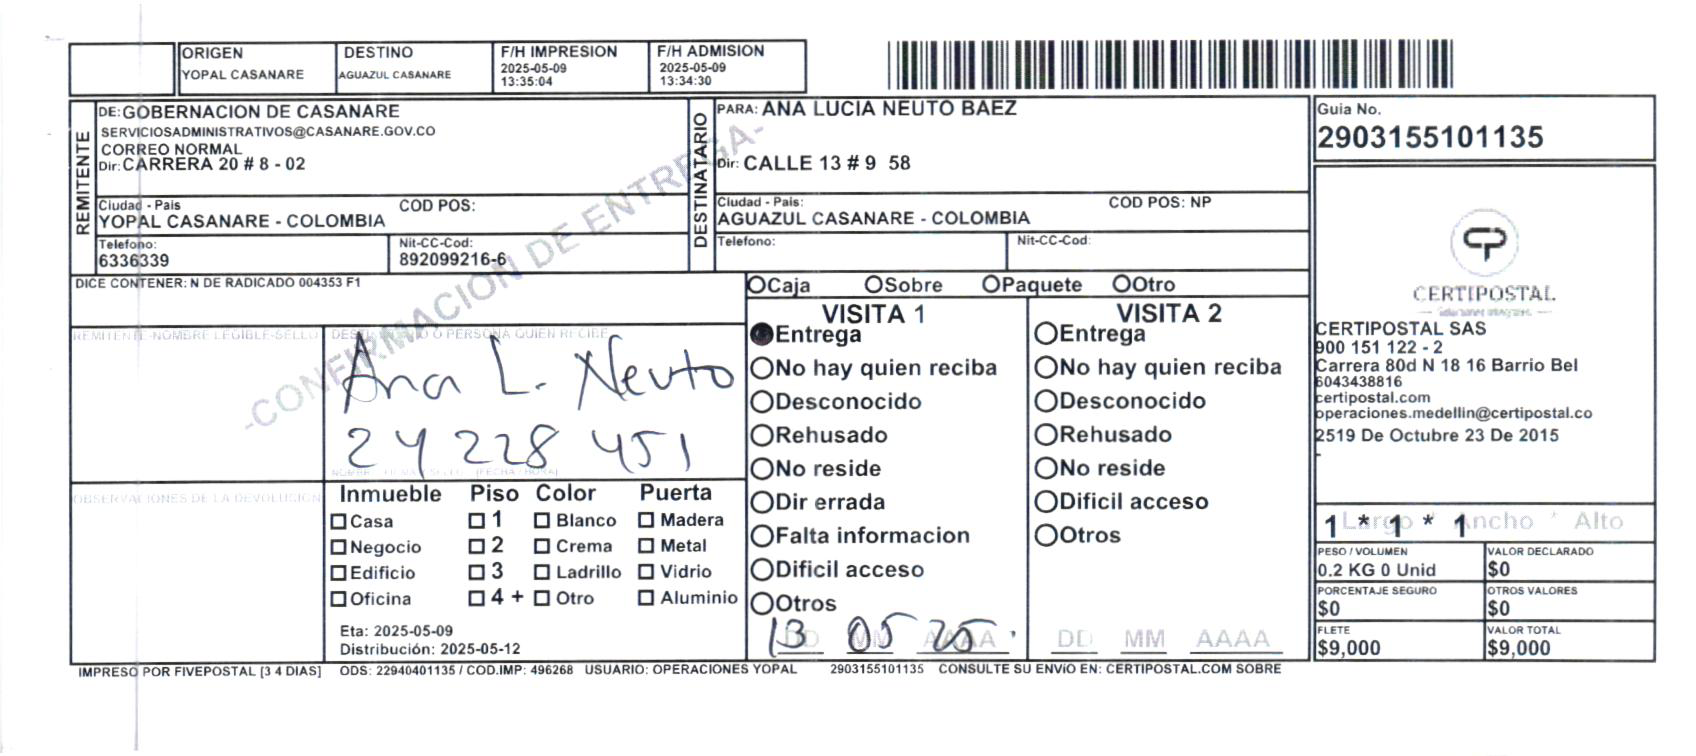 ORIGEN
YOPAL CASANARE
DESTINO
AGUAZUL CASANARE
F/H IMPRESION
2025-05-09
13:35:04
F/H ADMISION
2025-05-09
13:34:30
REMITENTE
DE: GOBERNACION DE CASANARE
SERVICIOSADMINISTRATIVOS@CASANARE.GOV.CO
CORREO NORMAL
Dir: CARRERA 20 # 8 - 02
Ciudad - Pais
COD POS:
YOPAL CASANARE - COLOMBIA
Telefono:
6336339
Nit-CC-Cod:
892099216-6
DESTINATARIO
PARA: ANA LUCIA NEUTO BAEZ
Dir: CALLE 13 # 9 58
Ciudad - Pais:
COD POS: NP
AGUAZUL CASANARE - COLOMBIA
Telefono:
Nit-CC-Cod:
Guia No.
2903155101135
-CONFIRMACION DE ENTREGA-
DICE CONTENER: N DE RADICADO 004353 F1
REMITENTE-NOMBRE LEGIBLE-SELLO
O PERSONA QUIEN RECIBE
Ana L. Neuto
24 228 451
OBSERVACIONES DE LA DEVOLUCION
Inmueble Piso Color Puerta
Casa 1 Blanco Madera
Negocio 2 Crema Metal
Edificio 3 Ladrillo Vidrio
Oficina 4 + Otro Aluminio
Eta: 2025-05-09
Distribución: 2025-05-12
Caja Sobre Paquete Otro
VISITA 1
Entrega
No hay quien reciba
Desconocido
Rehusado
No reside
Dir errada
Falta informacion
Dificil acceso
Otros
13 05 25.
DD MM AAAA
VISITA 2
Entrega
No hay quien reciba
Desconocido
Rehusado
No reside
Dificil acceso
Otros
DD MM AAAA
CERTIPOSTAL
CERTIPOSTAL SAS
900 151 122 - 2
Carrera 80d N 18 16 Barrio Bel
6043438816
certipostal.com
operaciones.medellin@certipostal.co
2519 De Octubre 23 De 2015
-
1 * 1 * 1
Largo * Ancho * Alto
PESO / VOLUMEN
0.2 KG 0 Unid
VALOR DECLARADO
$0
PORCENTAJE SEGURO
$0
OTROS VALORES
$0
FLETE
$9,000
VALOR TOTAL
$9,000
IMPRESO POR FIVEPOSTAL [3 4 DIAS] ODS: 22940401135 / COD.IMP: 496268 USUARIO: OPERACIONES YOPAL 2903155101135 CONSULTE SU ENVíO EN: CERTIPOSTAL.COM SOBRE